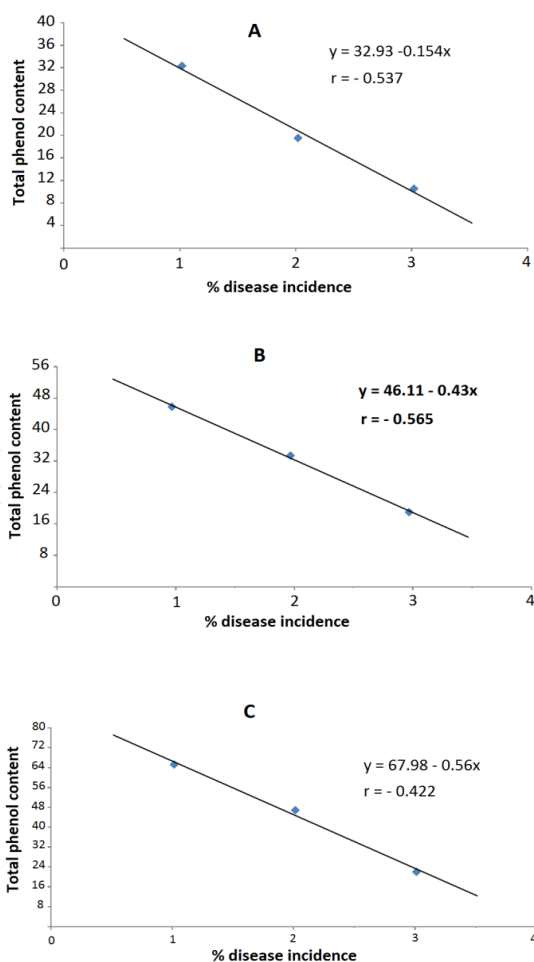 A
40
36
32
28
24
20
16
12
8
4
Total phenol content
y = 32.93 -0.154x
r = - 0.537
0 1 2 3 4
% disease incidence
B
56
48
40
32
24
16
8
Total phenol content
y = 46.11 - 0.43x
r = - 0.565
0 1 2 3 4
% disease incidence
C
80
72
64
56
48
40
32
24
16
8
Total phenol content
y = 67.98 - 0.56x
r = - 0.422
0 1 2 3 4
% disease incidence